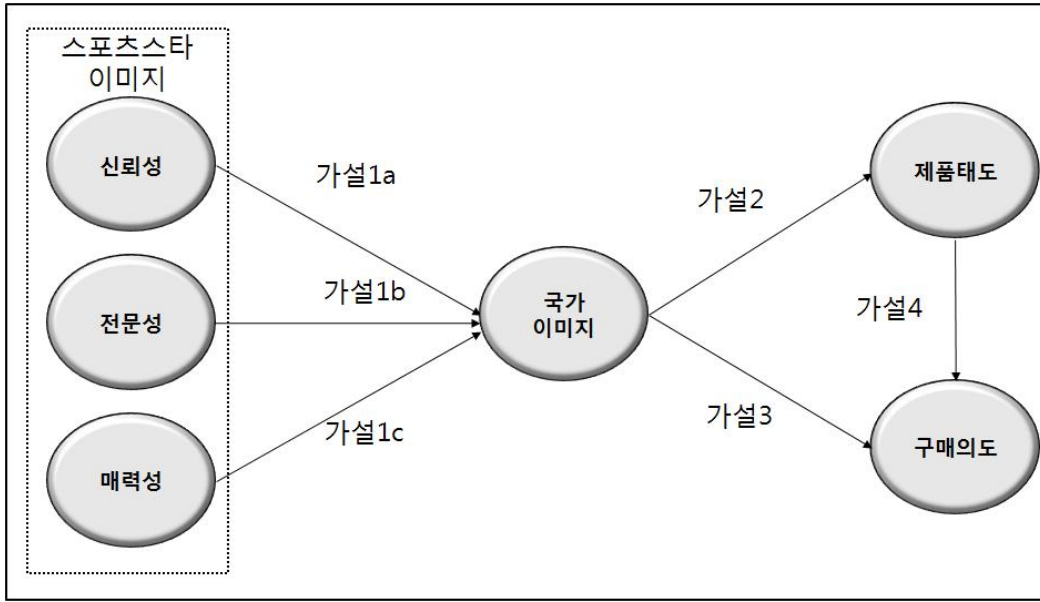 스포츠스타
이미지
신뢰성
가설1a
가설2
제품태도
전문성
가설1b
국가
이미지
가설4
매력성
가설1c
가설3
구매의도